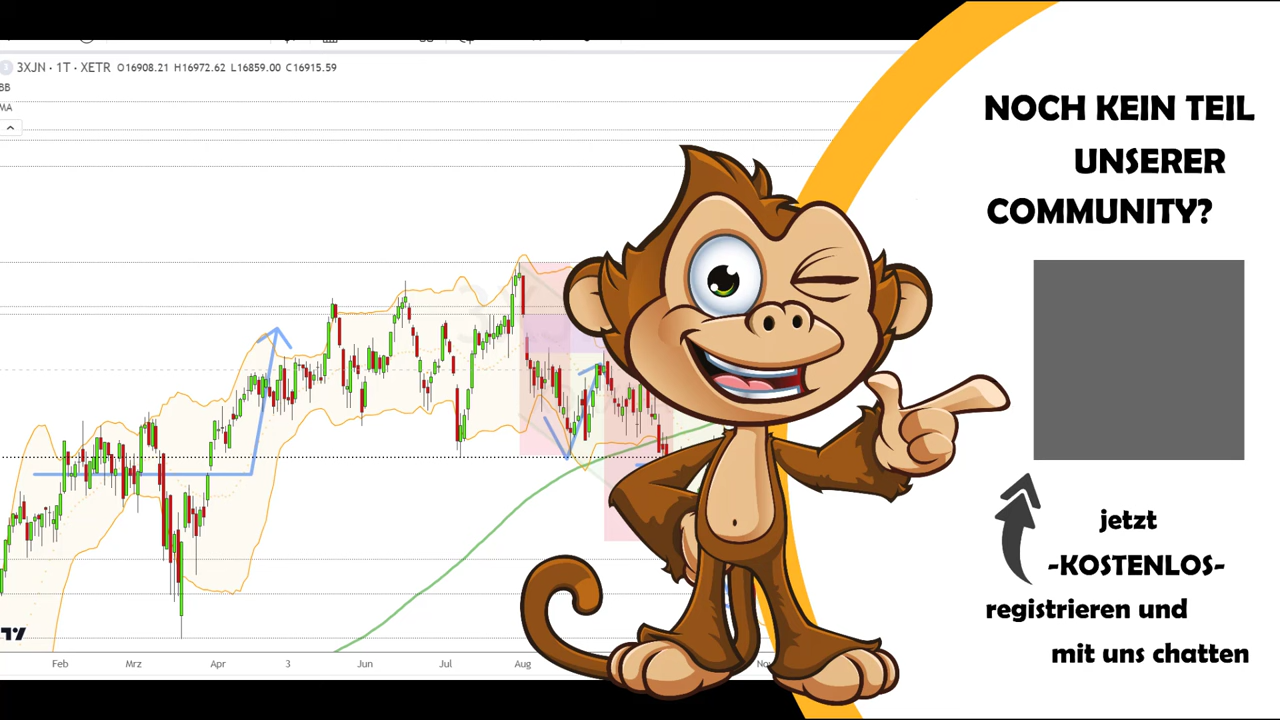 3XJN · 1T · XETR O16908.21 H16972.62 L16859.00 C16915.59
BB
MA
Feb Mrz Apr 3 Jun Jul Aug
NOCH KEIN TEIL
UNSERER
COMMUNITY?
jetzt
-KOSTENLOS-
registrieren und
mit uns chatten